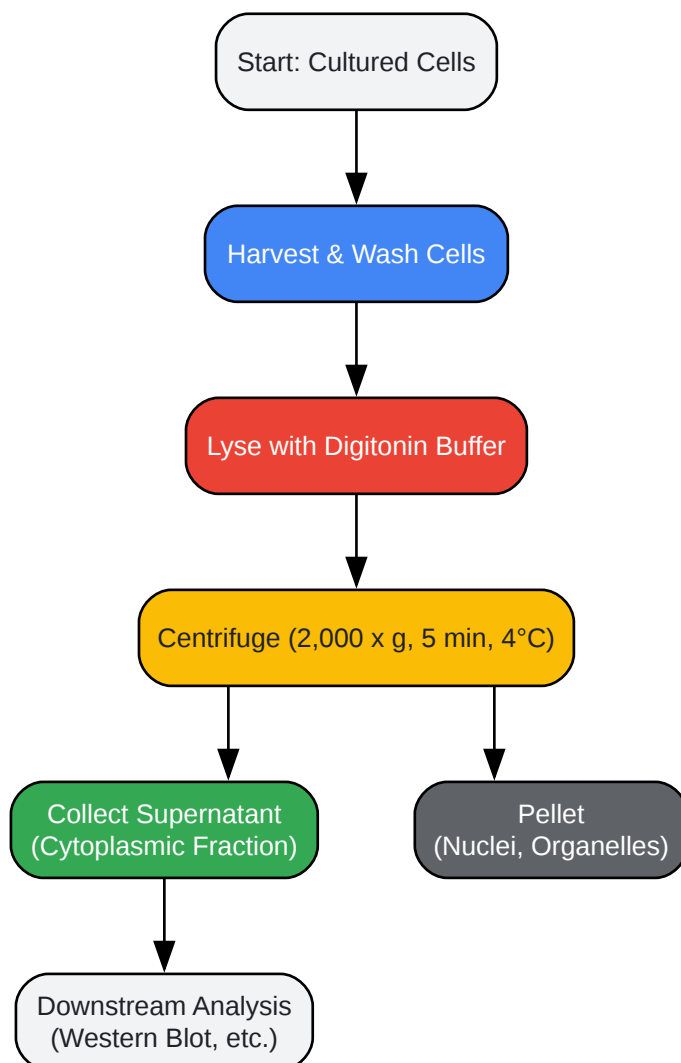 Start: Cultured Cells
Harvest & Wash Cells
Lyse with Digitonin Buffer
Centrifuge (2,000 x g, 5 min, 4°C)
Collect Supernatant
(Cytoplasmic Fraction)
Pellet
(Nuclei, Organelles)
Downstream Analysis
(Western Blot, etc.)